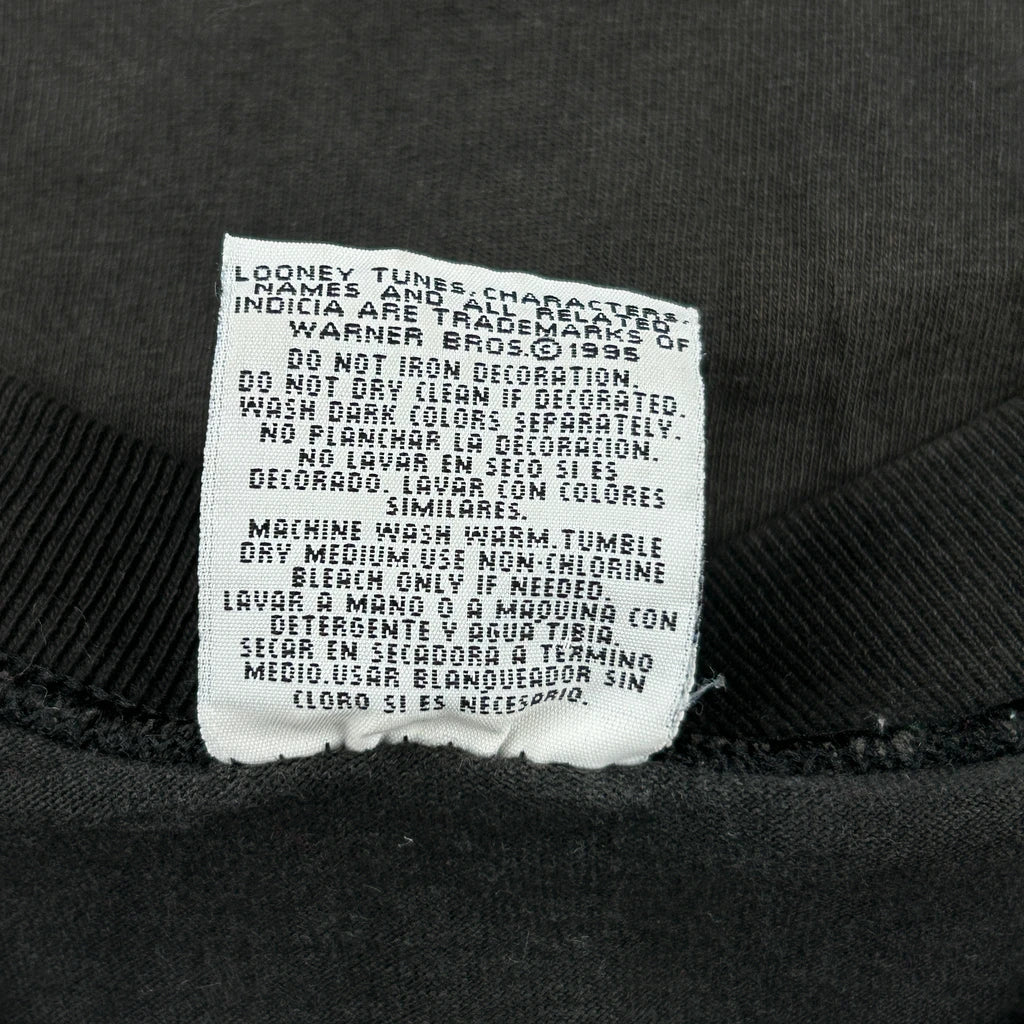 LOONEY TUNES, CHARACTERS,
NAMES AND ALL RELATED
INDICIA ARE TRADEMARKS OF
WARNER BROS.© 1995
DO NOT IRON DECORATION.
DO NOT DRY CLEAN IF DECORATED.
WASH DARK COLORS SEPARATELY.
NO PLANCHAR LA DECORACION.
NO LAVAR EN SECO SI ES
DECORADO. LAVAR CON COLORES
SIMILARES.
MACHINE WASH WARM.TUMBLE
DRY MEDIUM.USE NON-CHLORINE
BLEACH ONLY IF NEEDED.
LAVAR A MANO O A MAQUINA CON
DETERGENTE Y AGUA TIBIA.
SECAR EN SECADORA A TERMINO
MEDIO.USAR BLANQUEADOR SIN
CLORO SI ES NECESARIO.